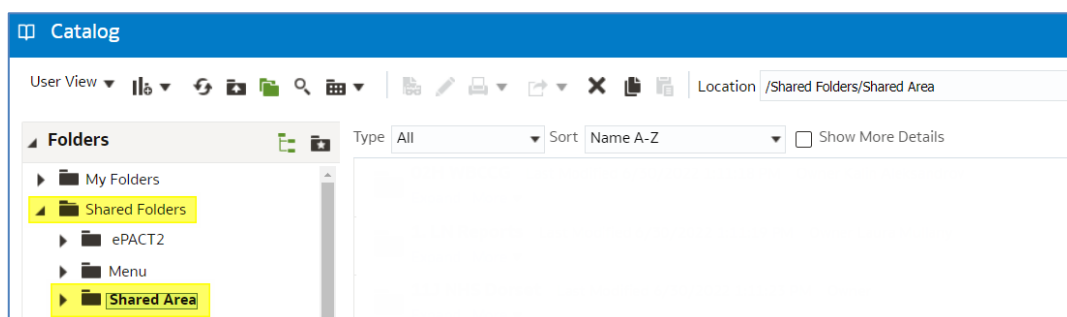 Catalog
User View
Location /Shared Folders/Shared Area
Folders
Type All Sort Name A-Z Show More Details
My Folders
Shared Folders
ePACT2
Menu
Shared Area